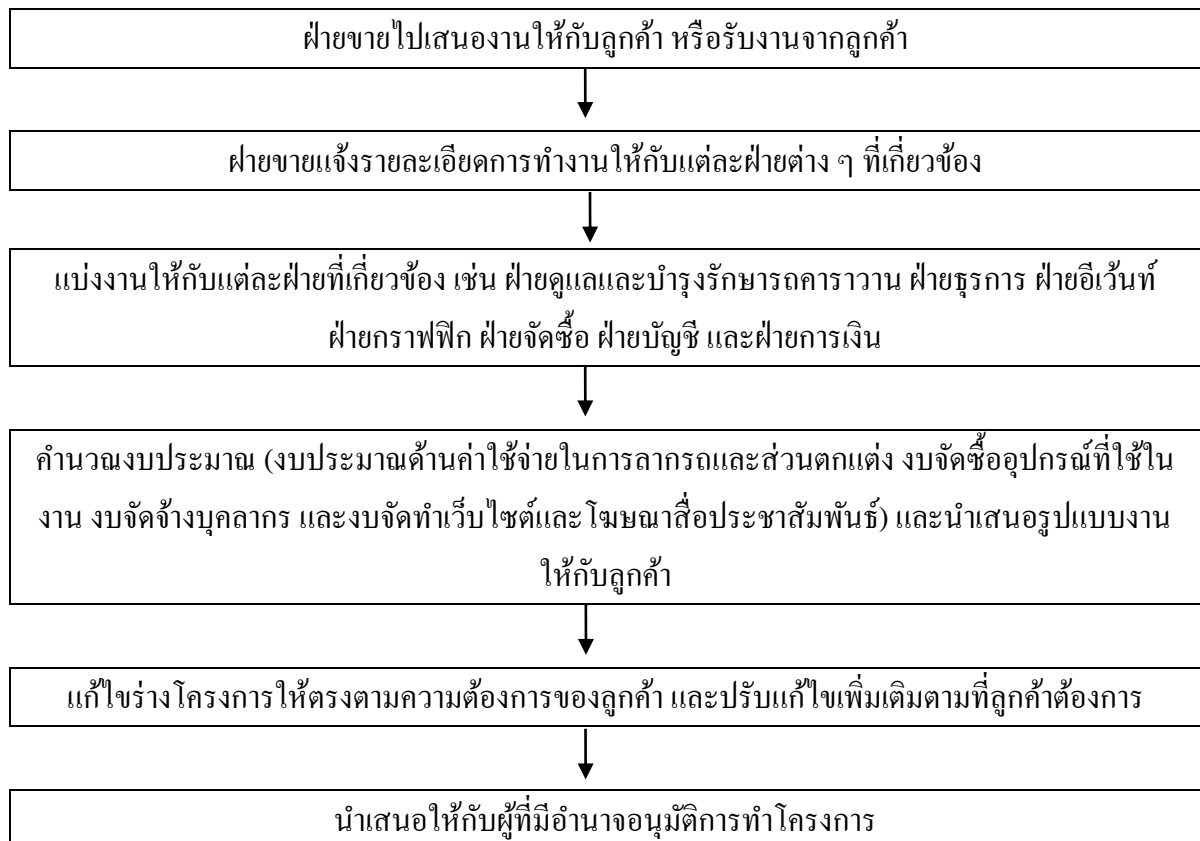 ฝ่ายขายไปเสนองานให้กับลูกค้า หรือรับงานจากลูกค้า
ฝายขายแจ้งรายละเอียดการทำงานให้กับแต่ละฝ่ายต่าง ๆ ที่เกี่ยวข้อง
แบ่งงานให้กับแต่ละฝ่ายที่เกี่ยวข้อง เช่น ฝ่ายดูแลและบำรุงรักษารถคาราวาน ฝ่ายธุรการ ฝ่ายอีเว้นท์
ฝ่ายกราฟฟิก ฝ่ายจัดซื้อ ฝ่ายบัญชี และฝ่ายการเงิน
คำนวณงบประมาณ (งบประมาณด้านค่าใช้จ่ายในการลากรถและส่วนตกแต่ง งบจัดซื้ออุปกรณ์ที่ใช้ใน
งาน งบจัดจ้างบุคลากร และงบจัดทำเว็บไซต์และโฆษณาสื่อประชาสัมพันธ์) และนำเสนอรูปแบบงาน
ให้กับลูกค้า
แก้ไขร่างโครงการให้ตรงตามความต้องการของลูกค้า และปรับแก้ไขเพิ่มเติมตามที่ลูกค้าต้องการ
นำเสนอให้กับผู้ที่มีอำนาจอนุมัติการทำโครงการ